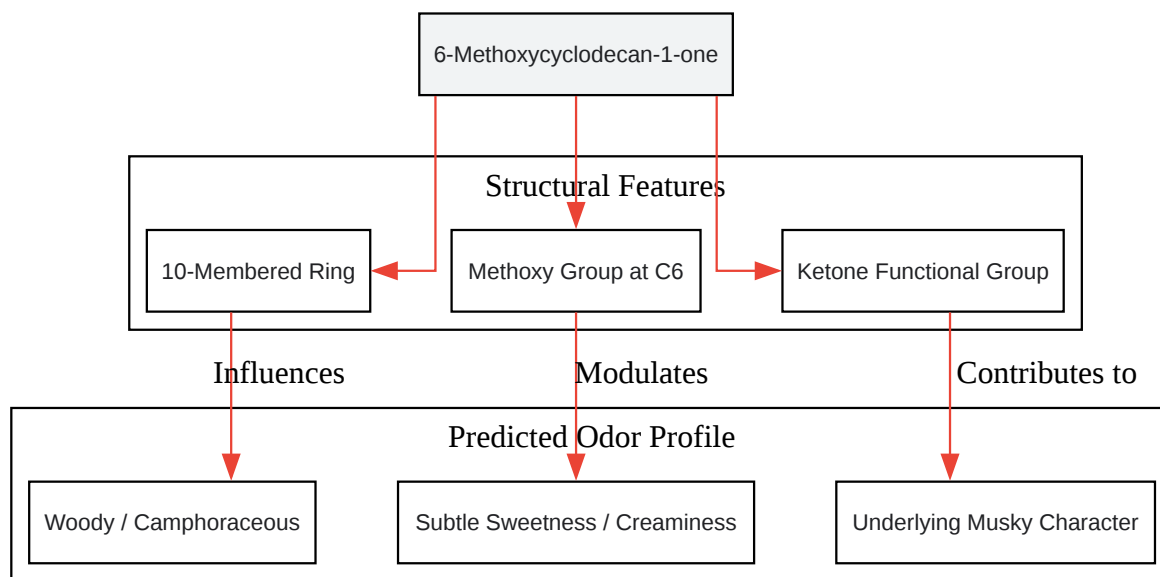 6-Methoxycyclodecan-1-one
Structural Features
10-Membered Ring
Methoxy Group at C6
Ketone Functional Group
Influences
Modulates
Contributes to
Predicted Odor Profile
Woody / Camphoraceous
Subtle Sweetness / Creaminess
Underlying Musky Character